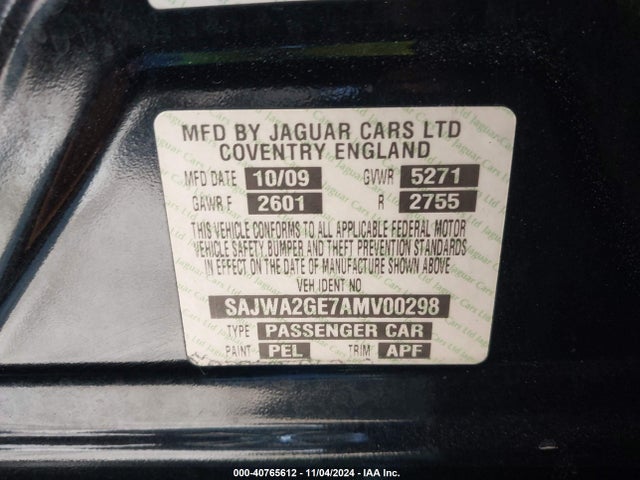 MFD BY JAGUAR CARS LTD
COVENTRY ENGLAND
MFD DATE 10/09 GVWR 5271
GAWR F 2601 R 2755
THIS VEHICLE CONFORMS TO ALL APPLICABLE FEDERAL MOTOR
VEHICLE SAFETY, BUMPER AND THEFT PREVENTION STANDARDS
IN EFFECT ON THE DATE OF MANUFACTURE SHOWN ABOVE
VEH IDENT NO
SAJWA2GE7AMV00298
TYPE PASSENGER CAR
PAINT PEL TRIM APF
000-40765612 - 11/04/2024 - IAA Inc.